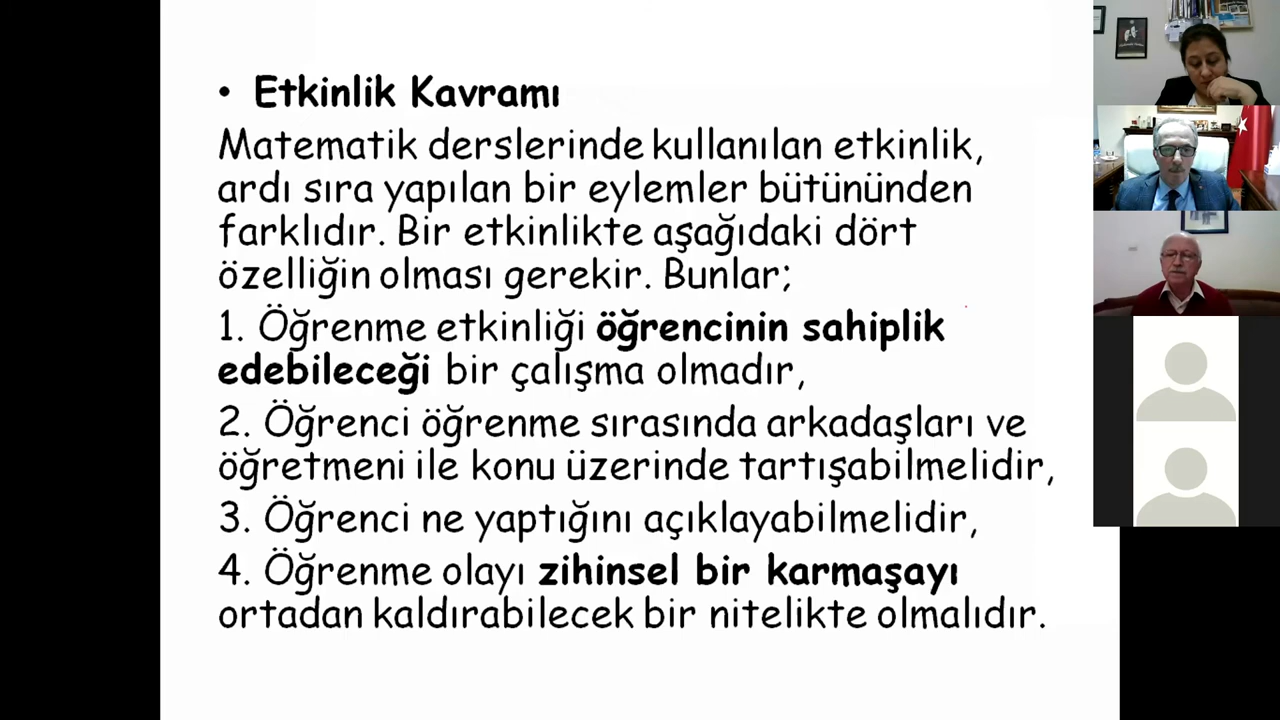 • Etkinlik Kavramı
Matematik derslerinde kullanılan etkinlik,
ardı sıra yapılan bir eylemler bütününden
farklıdır. Bir etkinlikte aşağıdaki dört
özelliğin olması gerekir. Bunlar;
1. Öğrenme etkinliği öğrencinin sahiplik
edebileceği bir çalışma olmadır,
2. Öğrenci öğrenme sırasında arkadaşları ve
öğretmeni ile konu üzerinde tartışabilmelidir,
3. Öğrenci ne yaptığını açıklayabilmelidir,
4. Öğrenme olayı zihinsel bir karmaşayı
ortadan kaldırabilecek bir nitelikte olmalıdır.